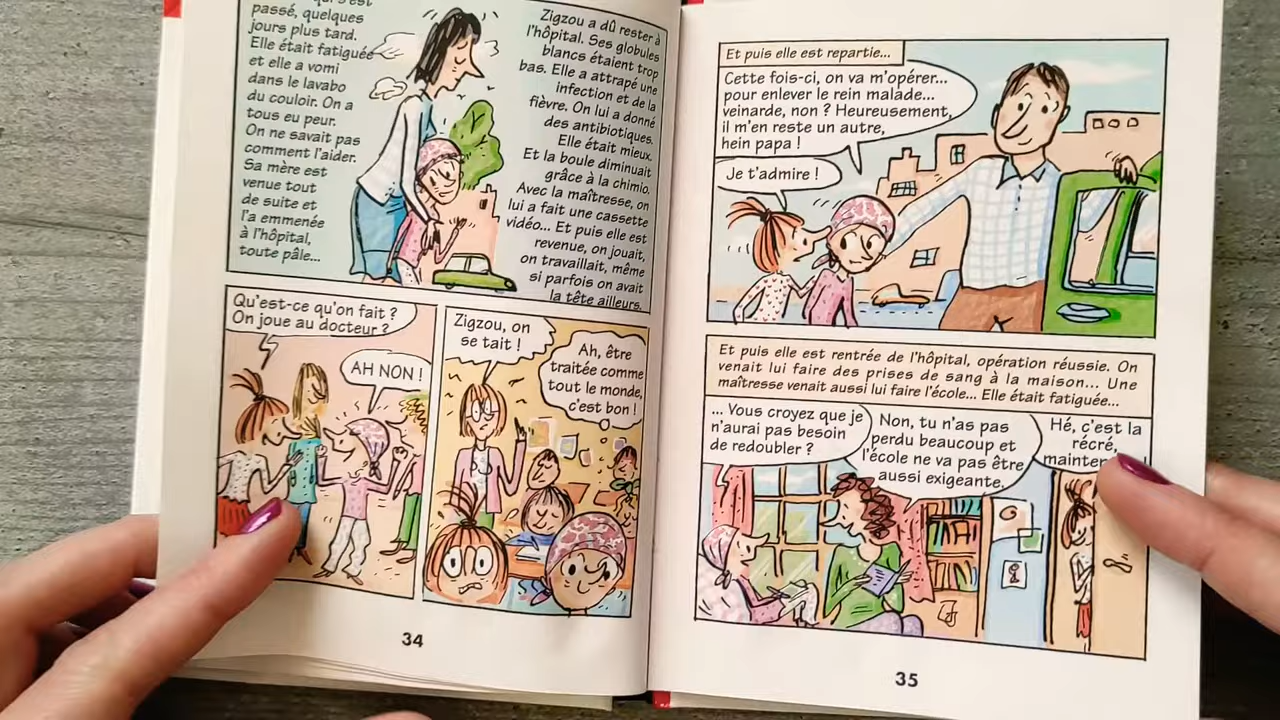 passé, quelques
jours plus tard.
Elle était fatiguée
et elle a vomi
dans le lavabo
du couloir. On a
tous eu peur.
On ne savait pas
comment l'aider.
Sa mère est
venue tout
de suite et
l'a emmenée
à l'hôpital,
toute pâle...
Zigzou a dû rester à
l'hôpital. Ses globules
blancs étaient trop
bas. Elle a attrapé une
infection et de la
fièvre. On lui a donné
des antibiotiques.
Elle était mieux.
Et la boule diminuait
grâce à la chimio.
Avec la maîtresse, on
lui a fait une cassette
vidéo... Et puis elle est
revenue, on jouait,
on travaillait, même
si parfois on avait
la tête ailleurs.
Qu'est-ce qu'on fait ?
On joue au docteur ?
AH NON !
Zigzou, on
se tait !
Ah, être
traitée comme
tout le monde,
c'est bon !
34
Et puis elle est repartie...
Cette fois-ci, on va m'opérer...
pour enlever le rein malade...
veinarde, non ? Heureusement,
il m'en reste un autre,
hein papa !
Je t'admire !
Et puis elle est rentrée de l'hôpital, opération réussie. On
venait lui faire des prises de sang à la maison... Une
maîtresse venait aussi lui faire l'école... Elle était fatiguée...
... Vous croyez que je
n'aurai pas besoin
de redoubler ?
Non, tu n'as pas
perdu beaucoup et
l'école ne va pas être
aussi exigeante.
Hé, c'est la
récré,
35